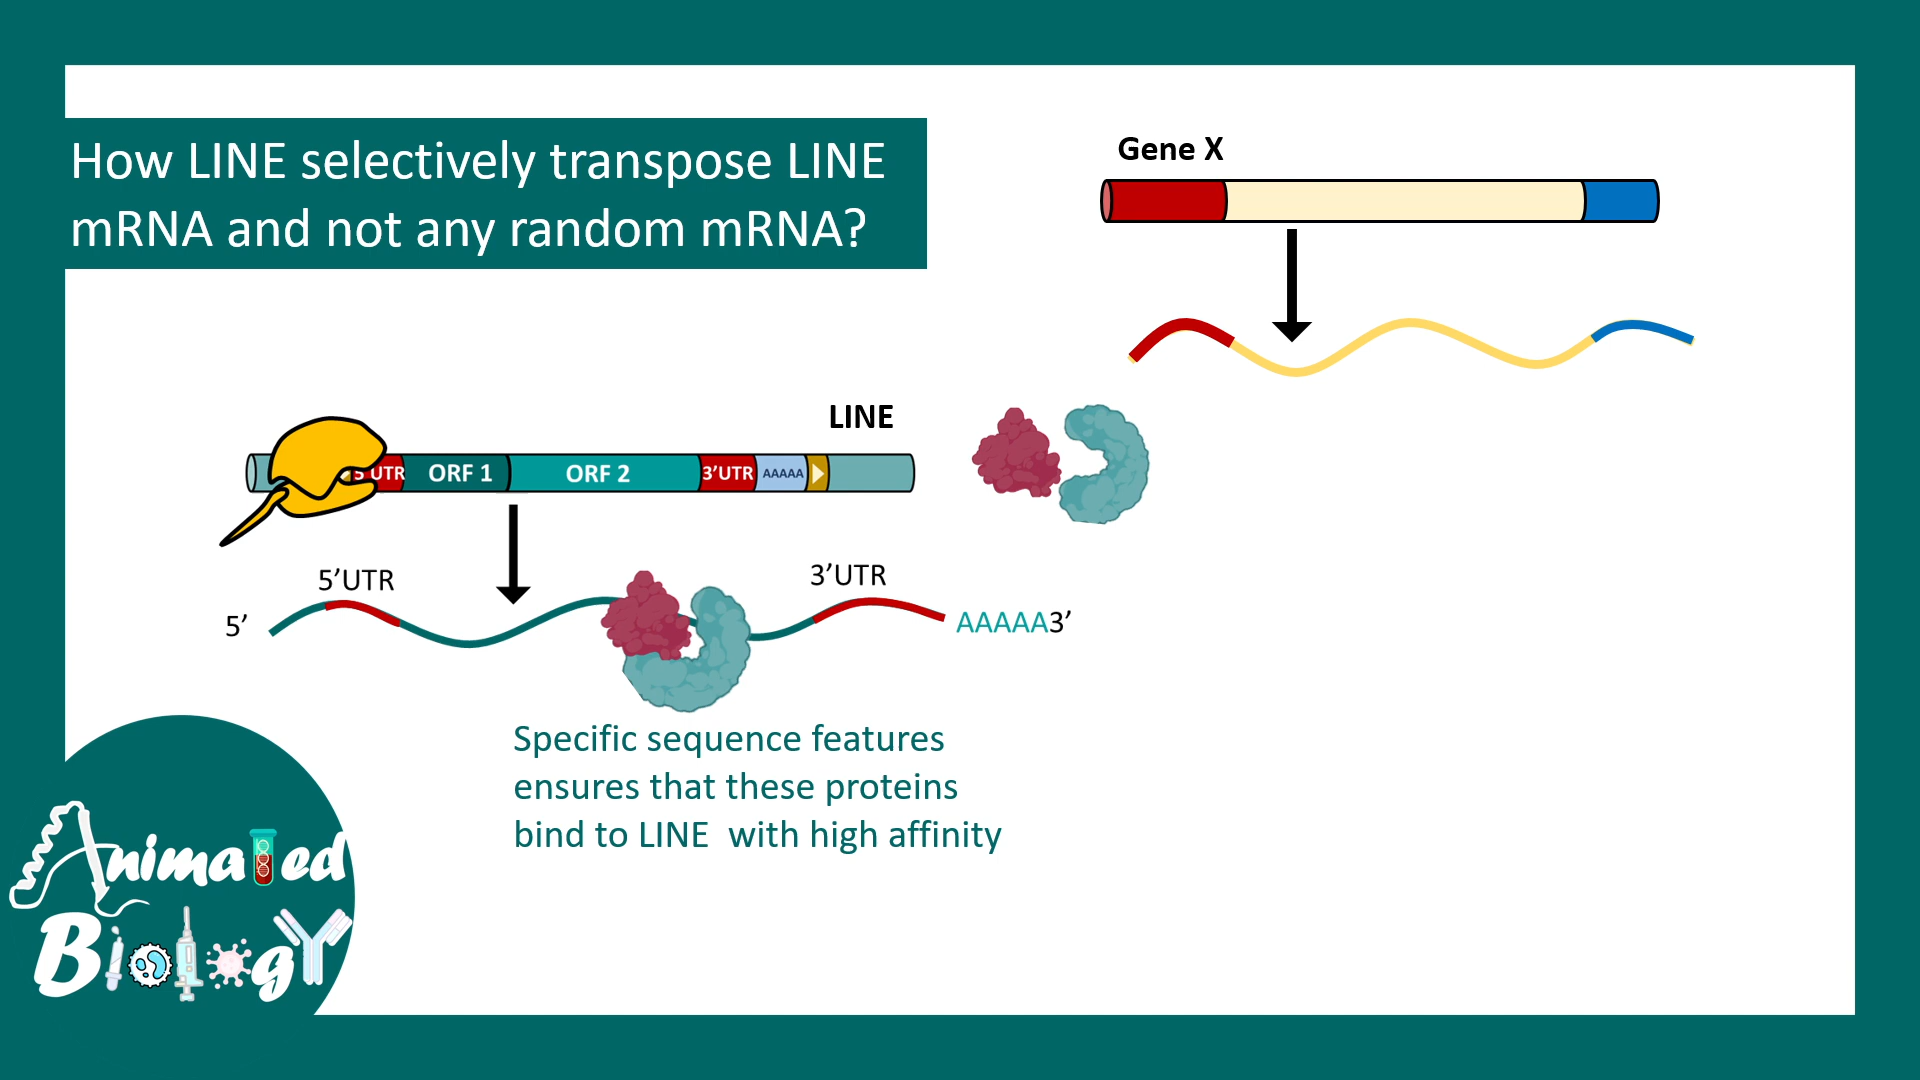 How LINE selectively transpose LINE
mRNA and not any random mRNA?
Gene X
LINE
5'UTR ORF 1 ORF 2 3'UTR AAAAA
5'UTR
3'UTR
5' AAAAA3'
Specific sequence features
ensures that these proteins
bind to LINE with high affinity
Animated
Biology